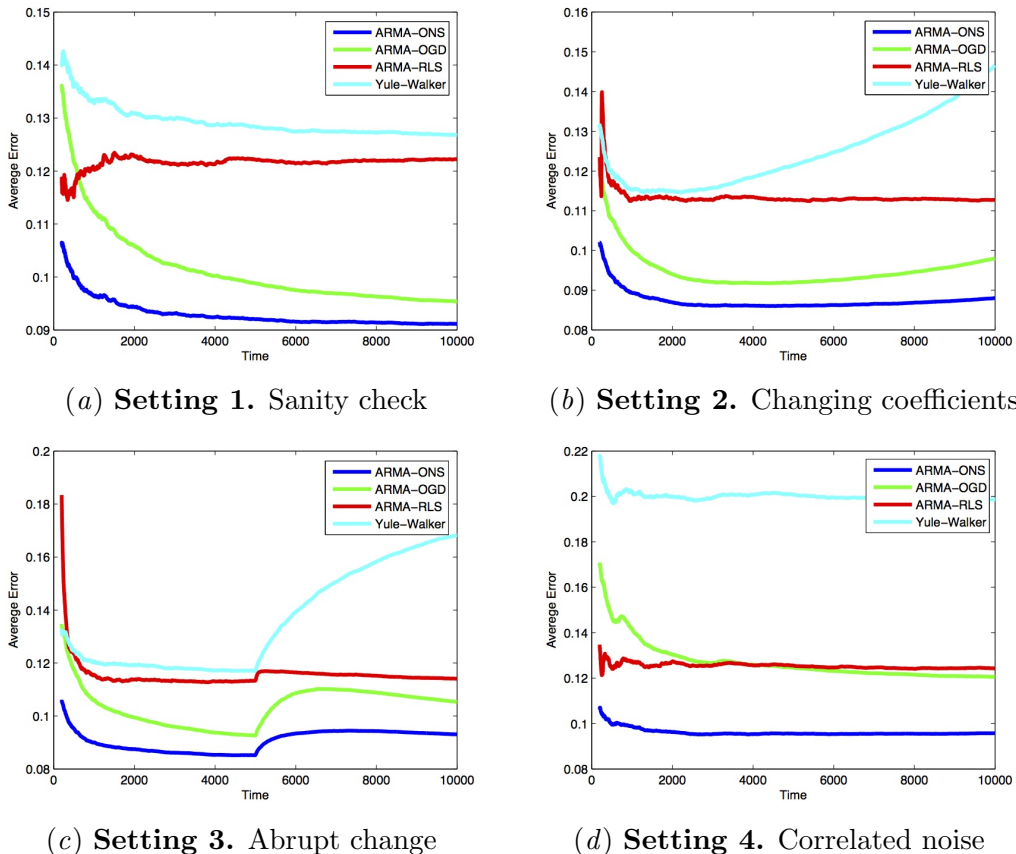 0.15
0.14
0.13
0.12
0.11
0.1
0.09
Averege Error
0 2000 4000 6000 8000 10000
Time
ARMA-ONS
ARMA-OGD
ARMA-RLS
Yule-Walker
(a) Setting 1. Sanity check
0.16
0.15
0.14
0.13
0.12
0.11
0.1
0.09
0.08
Averege Error
0 2000 4000 6000 8000 10000
Time
ARMA-ONS
ARMA-OGD
ARMA-RLS
Yule-Walker
(b) Setting 2. Changing coefficients
0.2
0.18
0.16
0.14
0.12
0.1
0.08
Averege Error
0 2000 4000 6000 8000 10000
Time
ARMA-ONS
ARMA-OGD
ARMA-RLS
Yule-Walker
(c) Setting 3. Abrupt change
0.22
0.2
0.18
0.16
0.14
0.12
0.1
0.08
Averege Error
0 2000 4000 6000 8000 10000
Time
ARMA-ONS
ARMA-OGD
ARMA-RLS
Yule-Walker
(d) Setting 4. Correlated noise